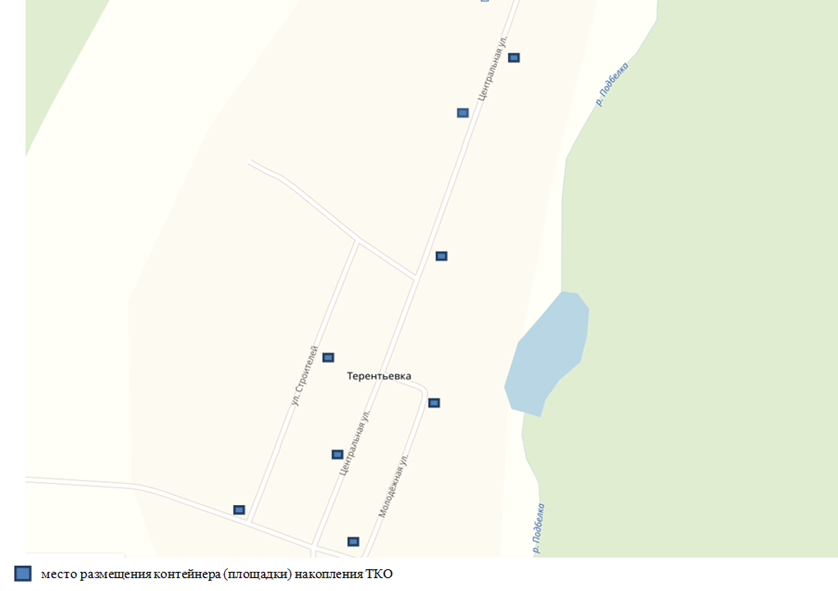 Центральная ул.
р. Подбелка
ул. Строителей
Терентьевка
Центральная ул.
Молодёжная ул.
р. Подбелка
место размещения контейнера (площадки) накопления ТКО